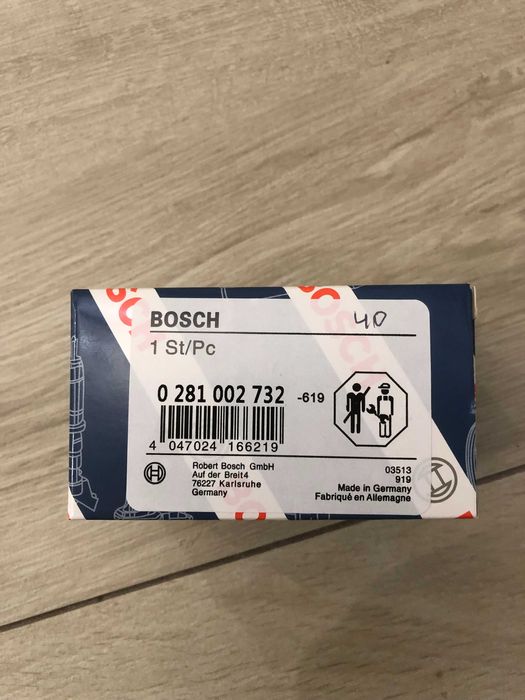 BOSCH
40
1 St/Pc
0 281 002 732 -619
4 047024 166219
Robert Bosch GmbH
Auf der Breit4
76227 Karlsruhe
Germany
03513
919
Made in Germany
Fabriqué en Allemagne